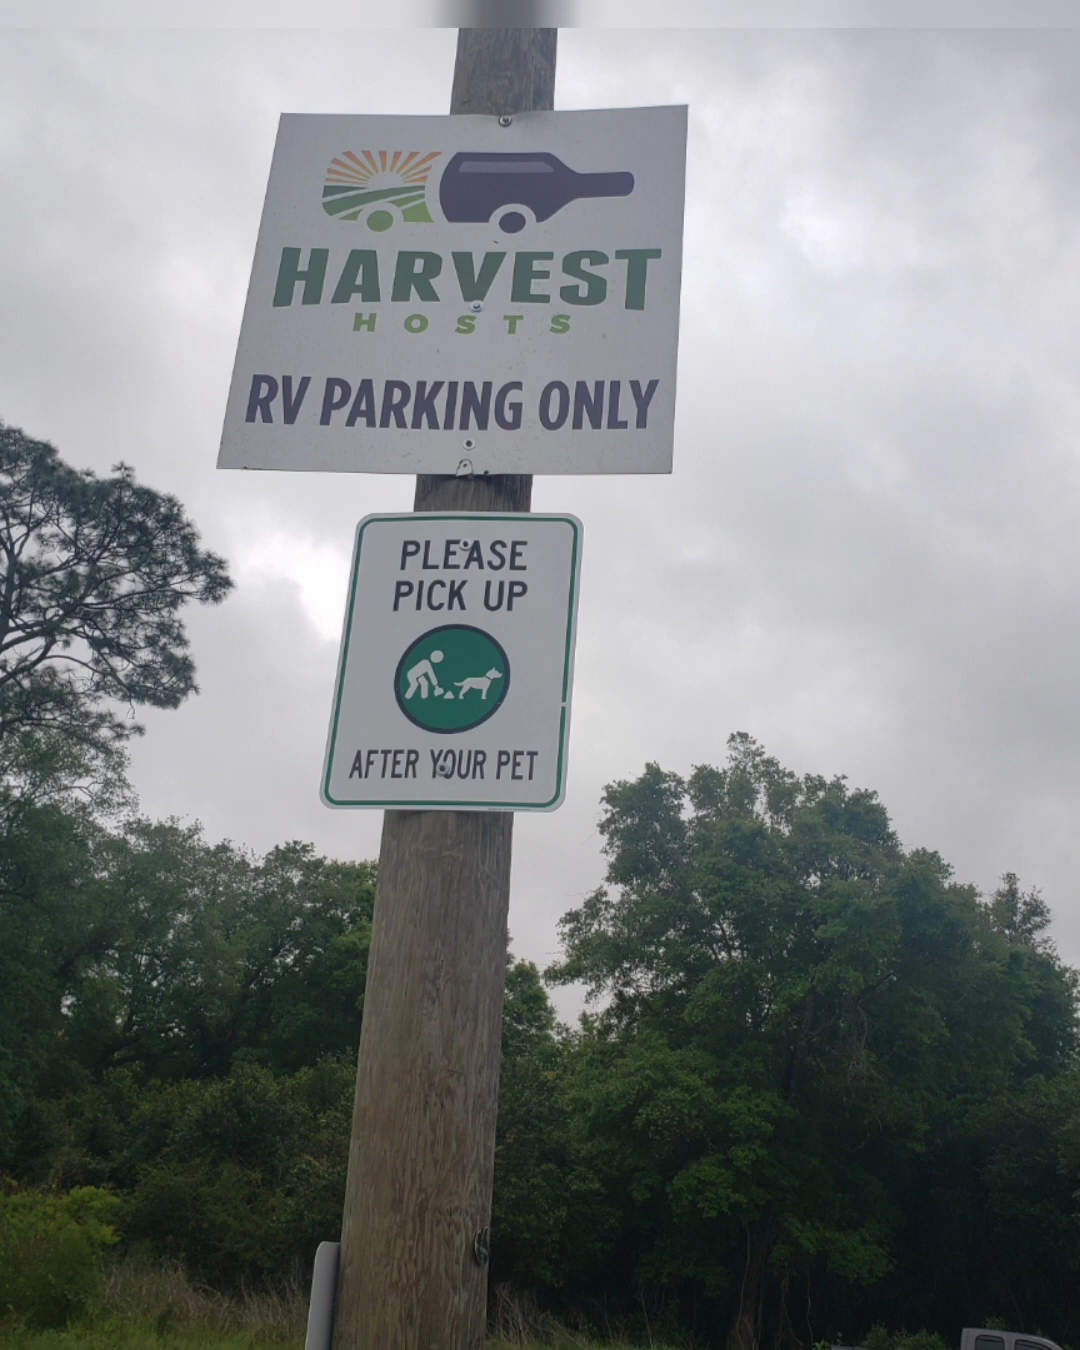 HARVEST
HOSTS
RV PARKING ONLY
PLEASE
PICK UP
AFTER YOUR PET